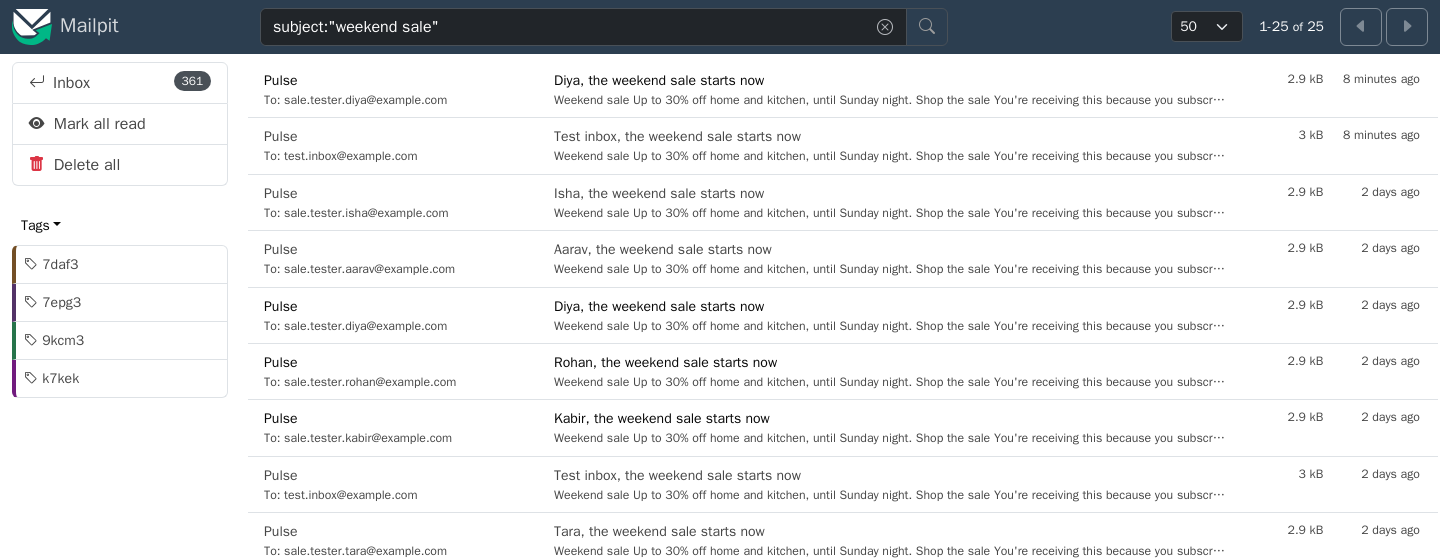 Mailpit
subject:"weekend sale"
50
1-25 of 25
Inbox 361
Mark all read
Delete all
Tags
7daf3
7epg3
9kcm3
k7kek
Pulse Diya, the weekend sale starts now 2.9 kB 8 minutes ago
To: sale.tester.diya@example.com Weekend sale Up to 30% off home and kitchen, until Sunday night. Shop the sale You're receiving this because you subscr…
Pulse Test inbox, the weekend sale starts now 3 kB 8 minutes ago
To: test.inbox@example.com Weekend sale Up to 30% off home and kitchen, until Sunday night. Shop the sale You're receiving this because you subscr…
Pulse Isha, the weekend sale starts now 2.9 kB 2 days ago
To: sale.tester.isha@example.com Weekend sale Up to 30% off home and kitchen, until Sunday night. Shop the sale You're receiving this because you subscr…
Pulse Aarav, the weekend sale starts now 2.9 kB 2 days ago
To: sale.tester.aarav@example.com Weekend sale Up to 30% off home and kitchen, until Sunday night. Shop the sale You're receiving this because you subscr…
Pulse Diya, the weekend sale starts now 2.9 kB 2 days ago
To: sale.tester.diya@example.com Weekend sale Up to 30% off home and kitchen, until Sunday night. Shop the sale You're receiving this because you subscr…
Pulse Rohan, the weekend sale starts now 2.9 kB 2 days ago
To: sale.tester.rohan@example.com Weekend sale Up to 30% off home and kitchen, until Sunday night. Shop the sale You're receiving this because you subscr…
Pulse Kabir, the weekend sale starts now 2.9 kB 2 days ago
To: sale.tester.kabir@example.com Weekend sale Up to 30% off home and kitchen, until Sunday night. Shop the sale You're receiving this because you subscr…
Pulse Test inbox, the weekend sale starts now 3 kB 2 days ago
To: test.inbox@example.com Weekend sale Up to 30% off home and kitchen, until Sunday night. Shop the sale You're receiving this because you subscr…
Pulse Tara, the weekend sale starts now 2.9 kB 2 days ago
To: sale.tester.tara@example.com Weekend sale Up to 30% off home and kitchen, until Sunday night. Shop the sale You're receiving this because you subscr…